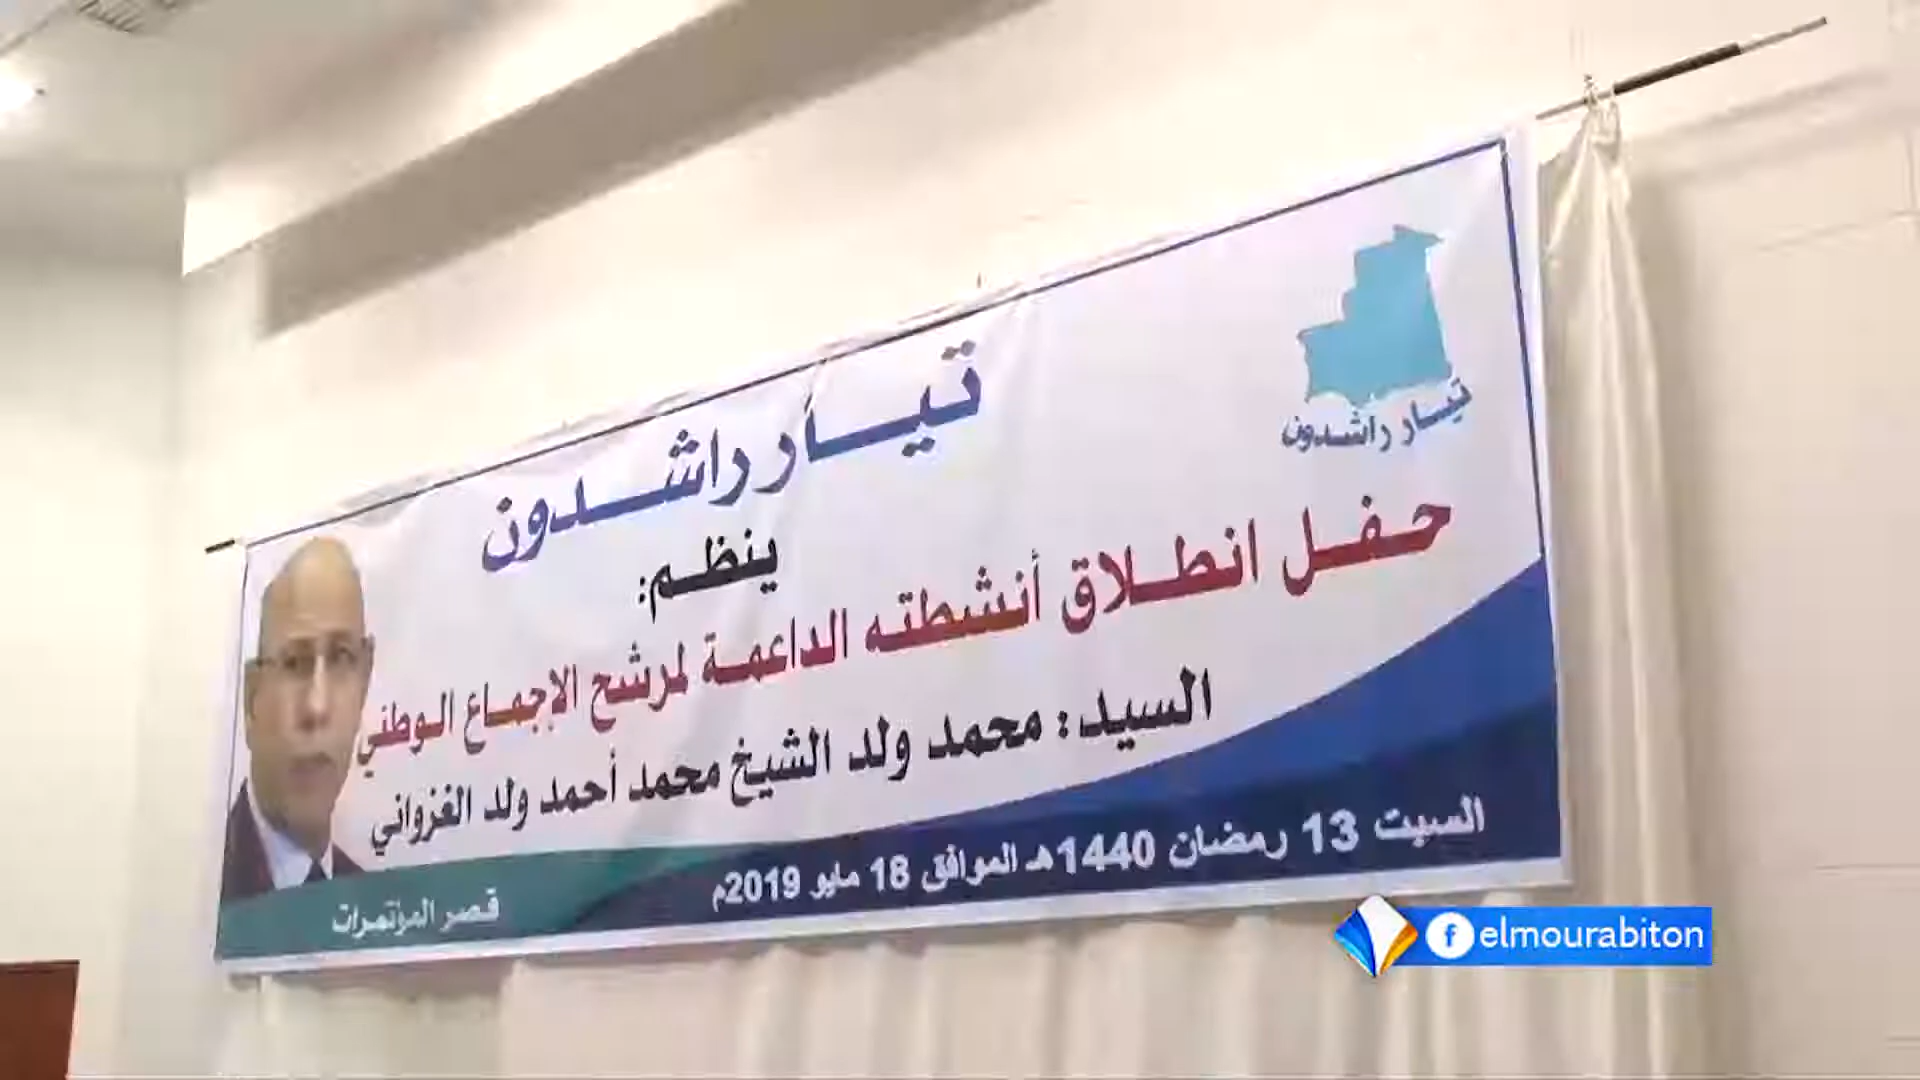 تيار راشدون
تيار راشدون
ينظم:
حفل انطلاق أنشطته الداعمة لمرشح الإجماع الوطني
السيد: محمد ولد الشيخ محمد أحمد ولد الغزواني
السبت 13 رمضان 1440هـ الموافق 18 مايو 2019م
قصر المؤتمرات
elmourabiton